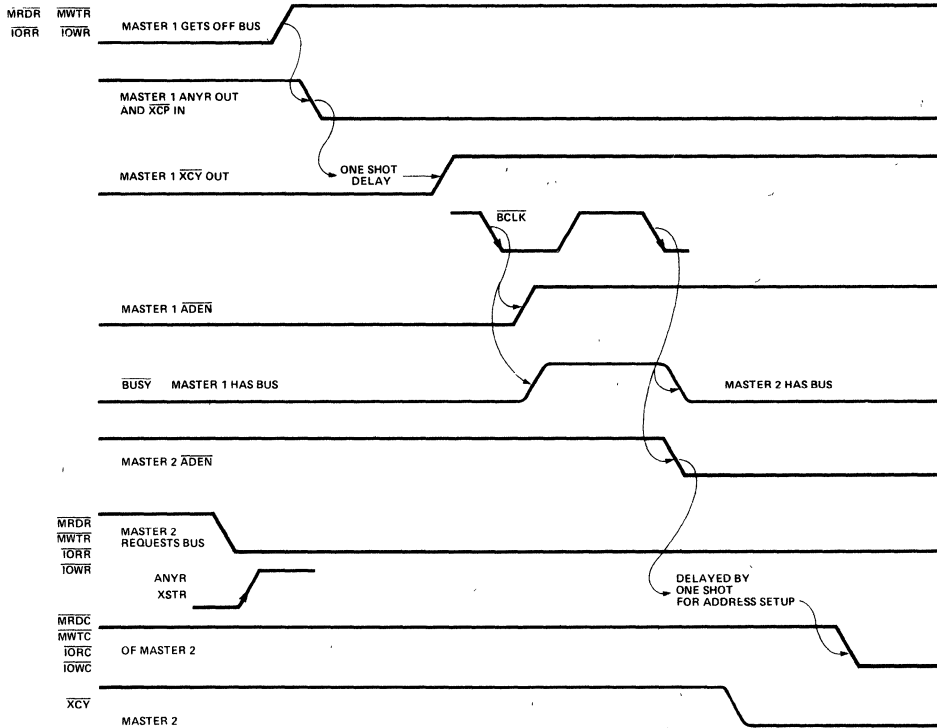 MRDR MWTR
IORR IOWR
MASTER 1 GETS OFF BUS
MASTER 1 ANYR OUT
AND XCP IN
MASTER 1 XCY OUT
ONE SHOT
DELAY
BCLK
MASTER 1 ADEN
BUSY MASTER 1 HAS BUS
MASTER 2 HAS BUS
MASTER 2 ADEN
MRDR
MWTR
IORR
IOWR
MASTER 2
REQUESTS BUS
ANYR
XSTR
DELAYED BY
ONE SHOT
FOR ADDRESS SETUP
MRDC
MWTC
IORC
IOWC
OF MASTER 2
XCY
MASTER 2